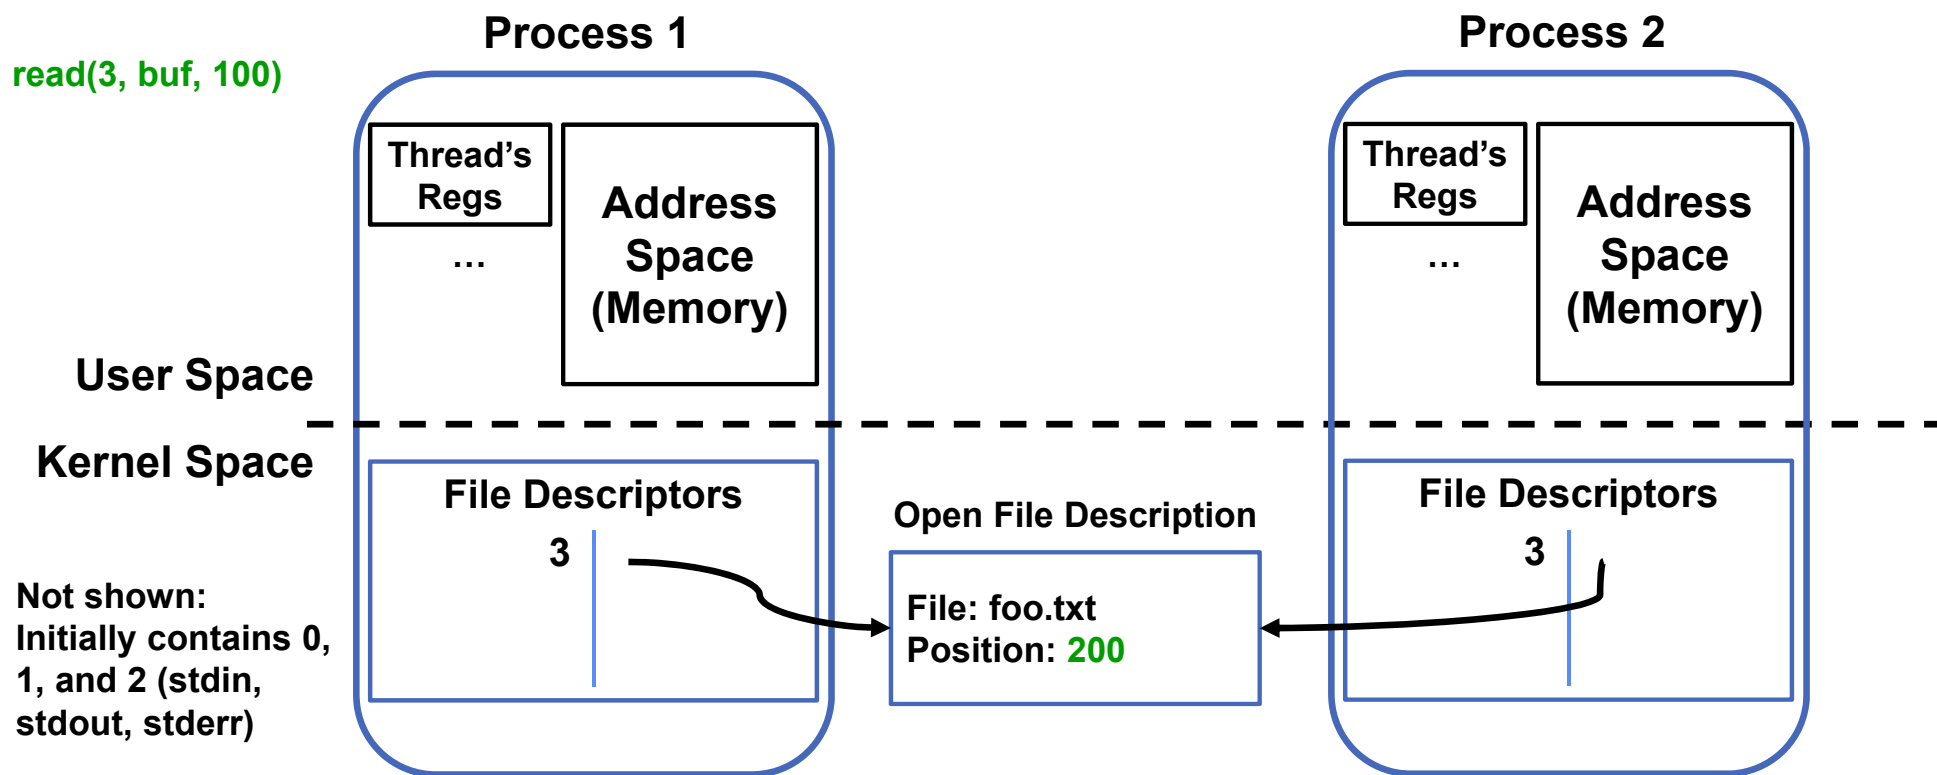 Process 1
Process 2
read(3, buf, 100)
Thread’s
Regs
…
Address
Space
(Memory)
Thread’s
Regs
…
Address
Space
(Memory)
User Space
Kernel Space
File Descriptors
3
Open File Description
File: foo.txt
Position: 200
File Descriptors
3
Not shown:
Initially contains 0,
1, and 2 (stdin,
stdout, stderr)